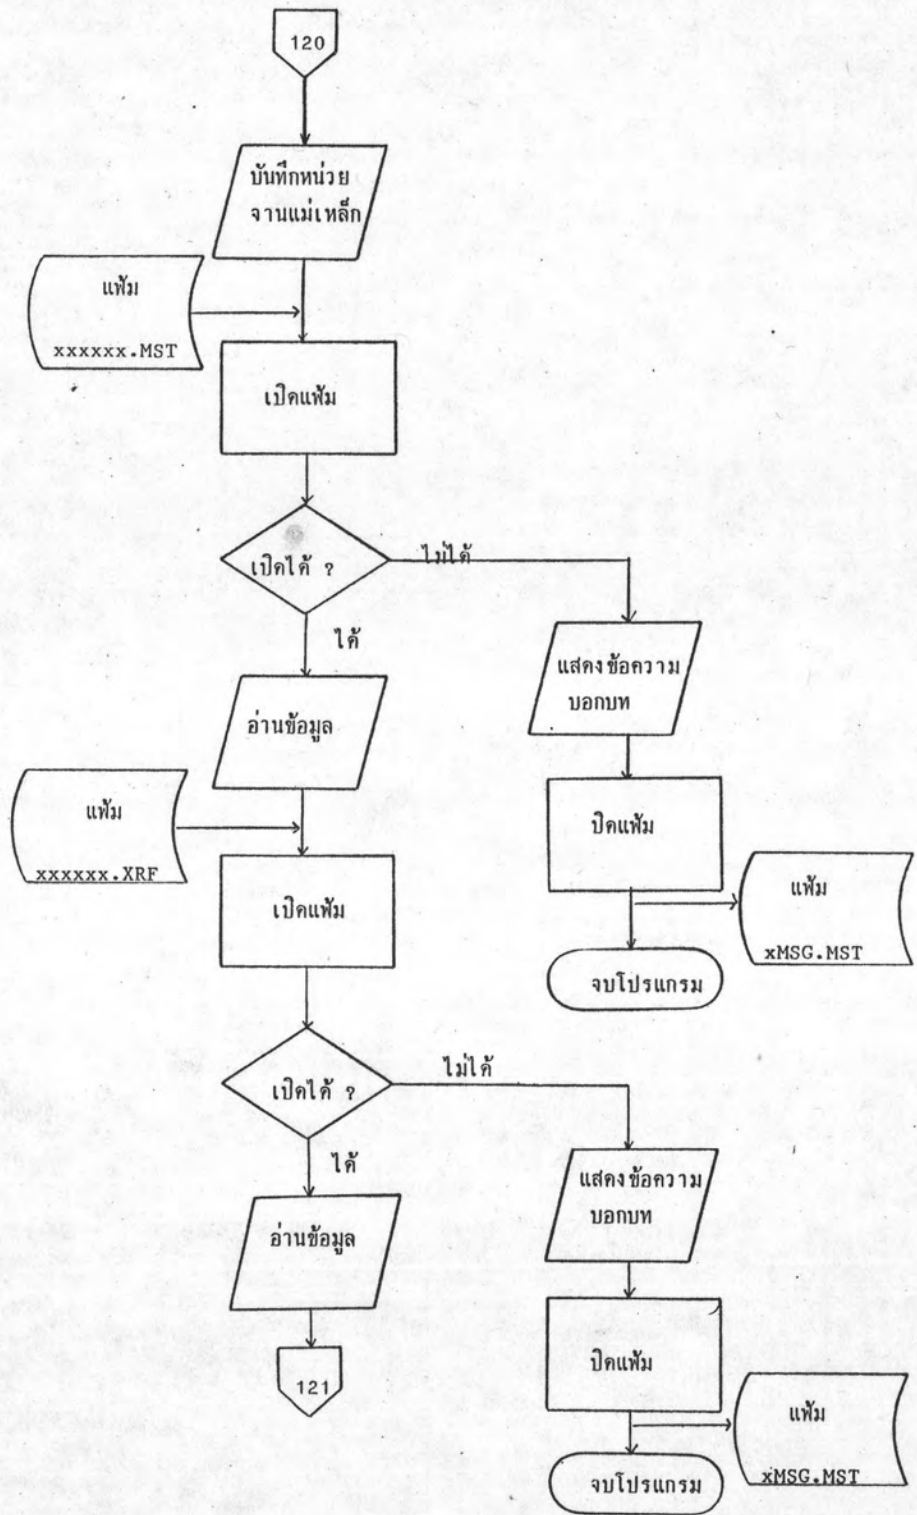 120
บันทึกหน่วย
จานแม่เหล็ก
แฟ้ม
xxxxxx.MST
เปิดแฟ้ม
เปิดได้ ?
ไม่ได้
ได้
แสดงข้อความ
บอกบท
อ่านข้อมูล
ปิดแฟ้ม
แฟ้ม
xxxxxx.XRF
เปิดแฟ้ม
แฟ้ม
xMSG.MST
จบโปรแกรม
เปิดได้ ?
ไม่ได้
ได้
แสดงข้อความ
บอกบท
อ่านข้อมูล
ปิดแฟ้ม
121
แฟ้ม
xMSG.MST
จบโปรแกรม